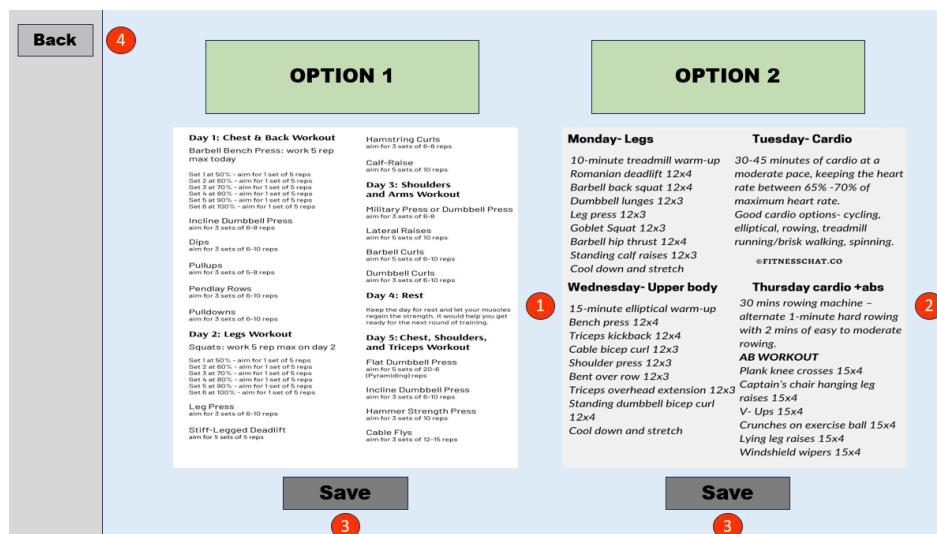 Back
4
OPTION 1
OPTION 2
Day 1: Chest & Back Workout
Barbell Bench Press: work 5 rep
max today
Set 1 at 50% - aim for 1 set of 5 reps
Set 2 at 60% - aim for 1 set of 5 reps
Set 3 at 70% - aim for 1 set of 5 reps
Set 4 at 80% - aim for 1 set of 5 reps
Set 5 at 90% - aim for 1 set of 5 reps
Set 6 at 100% - aim for 1 set of 5 reps
Incline Dumbbell Press
aim for 3 sets of 6-8 reps
Dips
aim for 3 sets of 6-10 reps
Pullups
aim for 3 sets of 5-8 reps
Pendlay Rows
aim for 3 sets of 6-10 reps
Pulldowns
aim for 3 sets of 6-10 reps
Day 2: Legs Workout
Squats: work 5 rep max on day 2
Set 1 at 50% - aim for 1 set of 5 reps
Set 2 at 60% - aim for 1 set of 5 reps
Set 3 at 70% - aim for 1 set of 5 reps
Set 4 at 80% - aim for 1 set of 5 reps
Set 5 at 90% - aim for 1 set of 5 reps
Set 6 at 100% - aim for 1 set of 5 reps
Leg Press
aim for 3 sets of 6-10 reps
Stiff-Legged Deadlift
aim for 5 sets of 5 reps
Hamstring Curls
aim for 3 sets of 6-8 reps
Calf-Raise
aim for 5 sets of 10 reps
Day 3: Shoulders
and Arms Workout
Military Press or Dumbbell Press
aim for 3 sets of 6-8
Lateral Raises
aim for 5 sets of 10 reps
Barbell Curls
aim for 5 sets of 6-10 reps
Dumbbell Curls
aim for 3 sets of 6-10 reps
Day 4: Rest
Keep the day for rest and let your muscles
regain the strength. It would help you get
ready for the next round of training.
Day 5: Chest, Shoulders,
and Triceps Workout
Flat Dumbbell Press
aim for 5 sets of 20-6
(Pyramiding) reps
Incline Dumbbell Press
aim for 3 sets of 6-10 reps
Hammer Strength Press
aim for 3 sets of 10 reps
Cable Flys
aim for 3 sets of 12-15 reps
1
Monday- Legs
10-minute treadmill warm-up
Romanian deadlift 12x4
Barbell back squat 12x4
Dumbbell lunges 12x3
Leg press 12x3
Goblet Squat 12x3
Barbell hip thrust 12x4
Standing calf raises 12x3
Cool down and stretch
Tuesday- Cardio
30-45 minutes of cardio at a
moderate pace, keeping the heart
rate between 65% -70% of
maximum heart rate.
Good cardio options- cycling,
elliptical, rowing, treadmill
running/brisk walking, spinning.
©FITNESSCHAT.CO
Wednesday- Upper body
15-minute elliptical warm-up
Bench press 12x4
Triceps kickback 12x4
Cable bicep curl 12x3
Shoulder press 12x3
Bent over row 12x3
Triceps overhead extension 12x3
Standing dumbbell bicep curl
12x4
Cool down and stretch
Thursday cardio +abs
30 mins rowing machine –
alternate 1-minute hard rowing
with 2 mins of easy to moderate
rowing.
AB WORKOUT
Plank knee crosses 15x4
Captain's chair hanging leg
raises 15x4
V- Ups 15x4
Crunches on exercise ball 15x4
Lying leg raises 15x4
Windshield wipers 15x4
2
Save
Save
3
3